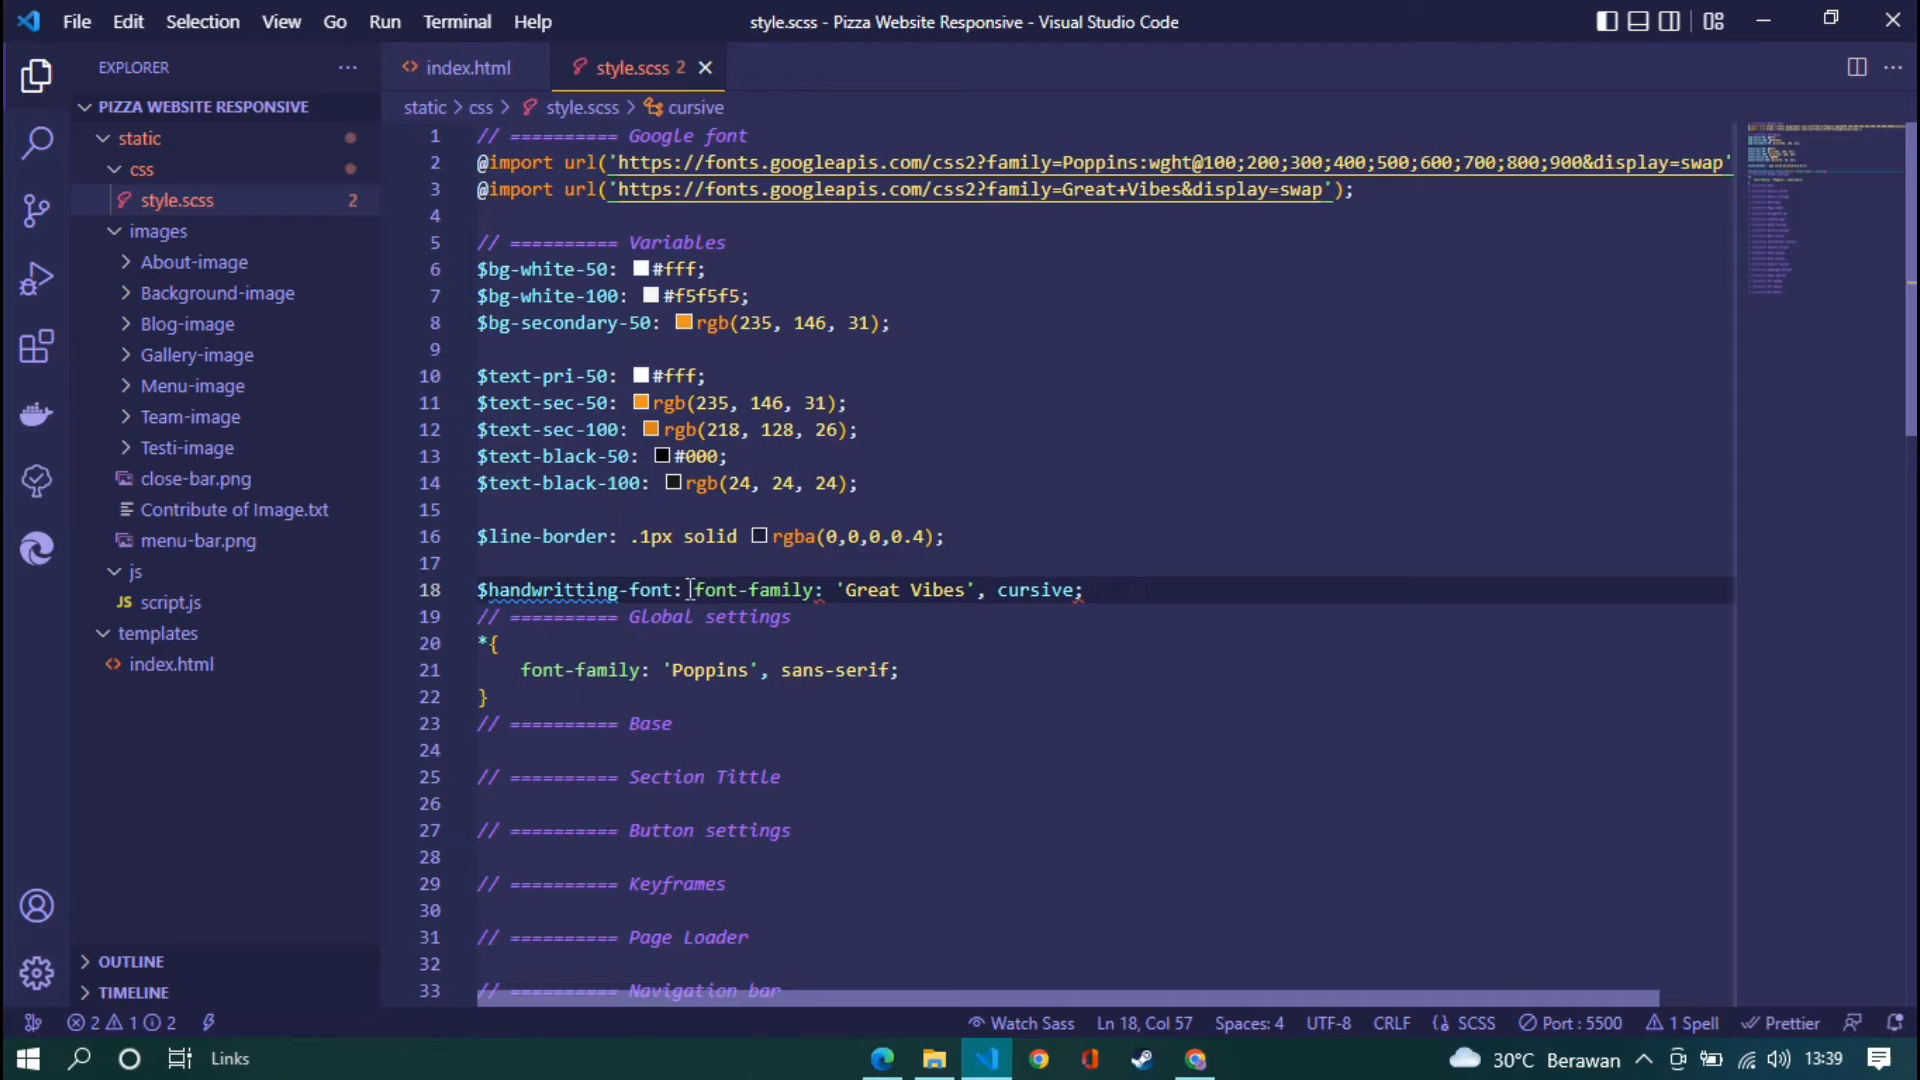 File Edit Selection View Go Run Terminal Help
style.scss - Pizza Website Responsive - Visual Studio Code
EXPLORER
index.html
style.scss 2
PIZZA WEBSITE RESPONSIVE
static
css
style.scss 2
images
About-image
Background-image
Blog-image
Gallery-image
Menu-image
Team-image
Testi-image
close-bar.png
Contribute of Image.txt
menu-bar.png
js
JS script.js
templates
index.html
OUTLINE
TIMELINE
static > css > style.scss > cursive
1 // ========== Google font
2 @import url('https://fonts.googleapis.com/css2?family=Poppins:wght@100;200;300;400;500;600;700;800;900&display=swap'
3 @import url('https://fonts.googleapis.com/css2?family=Great+Vibes&display=swap');
4
5 // ========== Variables
6 $bg-white-50: #fff;
7 $bg-white-100: #f5f5f5;
8 $bg-secondary-50: rgb(235, 146, 31);
9
10 $text-pri-50: #fff;
11 $text-sec-50: rgb(235, 146, 31);
12 $text-sec-100: rgb(218, 128, 26);
13 $text-black-50: #000;
14 $text-black-100: rgb(24, 24, 24);
15
16 $line-border: .1px solid rgba(0,0,0,0.4);
17
18 $handwritting-font: font-family: 'Great Vibes', cursive;
19 // ========== Global settings
20 *{
21 font-family: 'Poppins', sans-serif;
22 }
23 // ========== Base
24
25 // ========== Section Tittle
26
27 // ========== Button settings
28
29 // ========== Keyframes
30
31 // ========== Page Loader
32
33 // ========== Navigation bar
2 1 2 Watch Sass Ln 18, Col 57 Spaces: 4 UTF-8 CRLF {} SCSS Port : 5500 1 Spell Prettier
Links 30°C Berawan 13:39